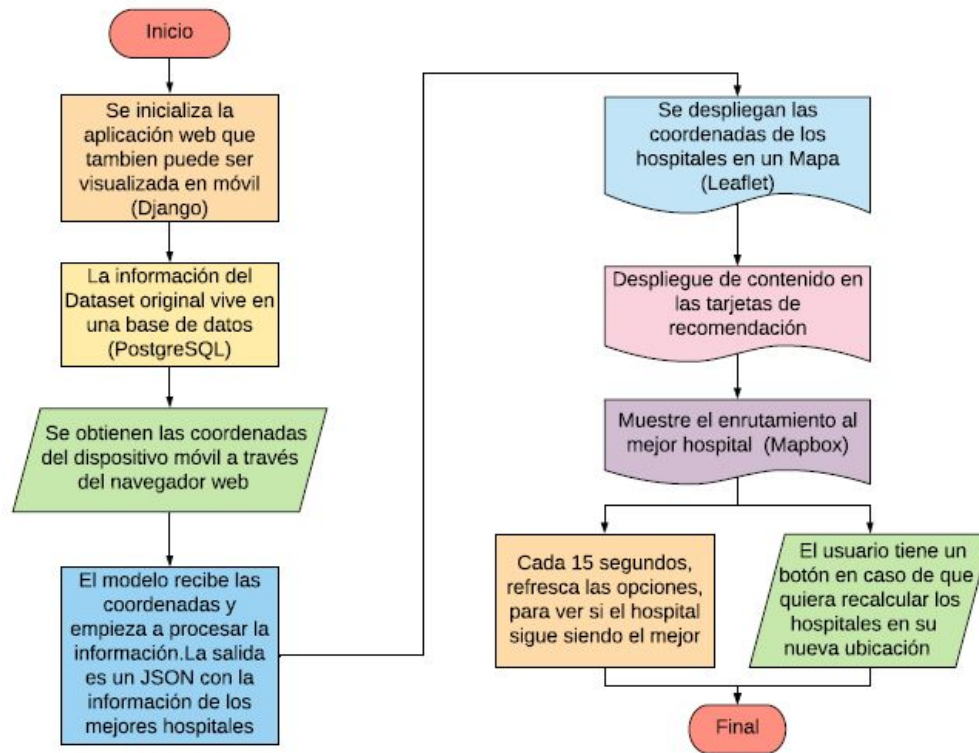 Inicio
Se inicializa la
aplicación web que
tambien puede ser
visualizada en móvil
(Django)
La información del
Dataset original vive en
una base de datos
(PostgreSQL)
Se obtienen las coordenadas
del dispositivo móvil a través
del navegador web
El modelo recibe las
coordenadas y
empieza a procesar la
información.La salida
es un JSON con la
información de los
mejores hospitales
Se despliegan las
coordenadas de los
hospitales en un Mapa
(Leaflet)
Despliegue de contenido en
las tarjetas de
recomendación
Muestre el enrutamiento al
mejor hospital (Mapbox)
Cada 15 segundos,
refresca las opciones,
para ver si el hospital
sigue siendo el mejor
El usuario tiene un
botón en caso de que
quiera recalcular los
hospitales en su
nueva ubicación
Final